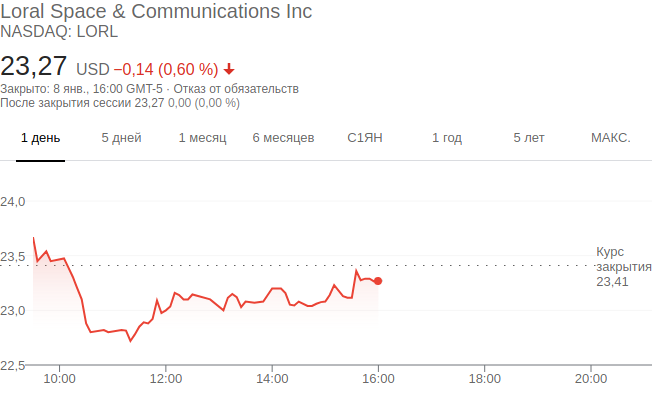 Loral Space & Communications Inc
NASDAQ: LORL
23,27 USD −0,14 (0,60 %)
Закрыто: 8 янв., 16:00 GMT-5 · Отказ от обязательств
После закрытия сессии 23,27 0,00 (0,00 %)
1 день 5 дней 1 месяц 6 месяцев С1ЯН 1 год 5 лет МАКС.
24,0
23,5
23,0
22,5
Курс
закрытия
23,41
10:00 12:00 14:00 16:00 18:00 20:00